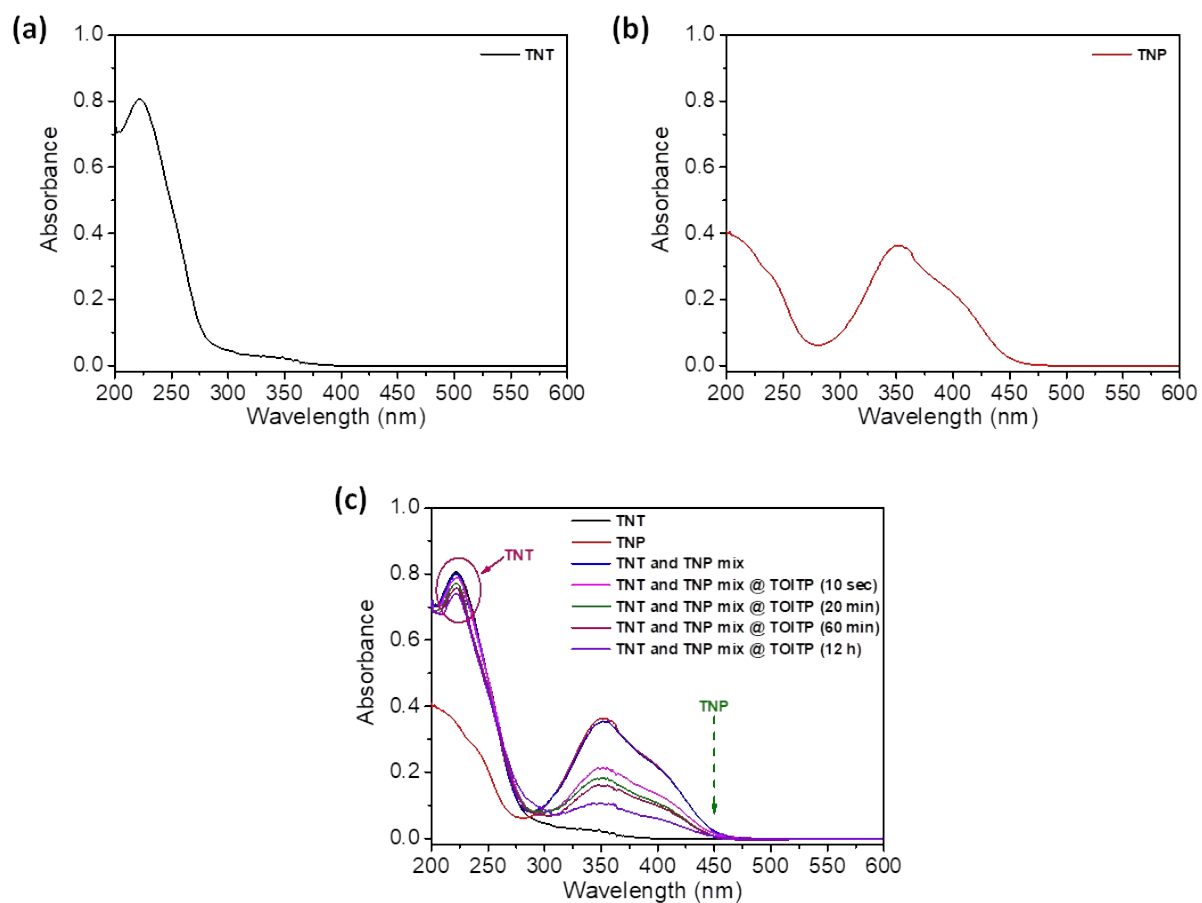 (a)
1.0
0.8
0.6
0.4
0.2
0.0
Absorbance
TNT
200 250 300 350 400 450 500 550 600
Wavelength (nm)
(b)
1.0
0.8
0.6
0.4
0.2
0.0
Absorbance
TNP
200 250 300 350 400 450 500 550 600
Wavelength (nm)
(c)
1.0
0.8
0.6
0.4
0.2
0.0
Absorbance
TNT
TNT
TNP
TNT and TNP mix
TNT and TNP mix @ TOITP (10 sec)
TNT and TNP mix @ TOITP (20 min)
TNT and TNP mix @ TOITP (60 min)
TNT and TNP mix @ TOITP (12 h)
TNP
200 250 300 350 400 450 500 550 600
Wavelength (nm)